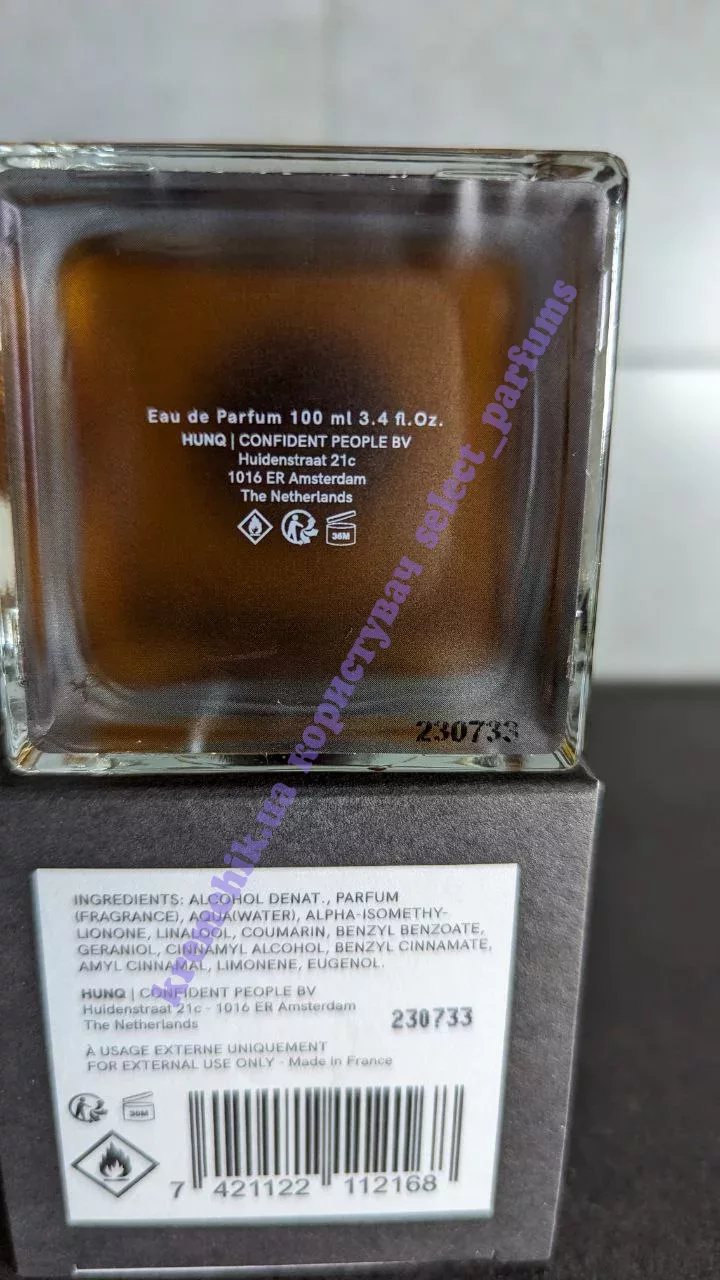 Eau de Parfum 100 ml 3.4 fl.Oz.
HUNQ | CONFIDENT PEOPLE BV
Huidenstraat 21c
1016 ER Amsterdam
The Netherlands
36M
230733
kremchik.ua користувач select_parfums
INGREDIENTS: ALCOHOL DENAT., PARFUM
(FRAGRANCE), AQUA(WATER), ALPHA-ISOMETHY-
LIONONE, LINALOOL, COUMARIN, BENZYL BENZOATE,
GERANIOL, CINNAMYL ALCOHOL, BENZYL CINNAMATE,
AMYL CINNAMAL, LIMONENE, EUGENOL.
HUNQ | CONFIDENT PEOPLE BV
Huidenstraat 21c - 1016 ER Amsterdam
The Netherlands
230733
À USAGE EXTERNE UNIQUEMENT
FOR EXTERNAL USE ONLY - Made in France
36M
7 421122 112168